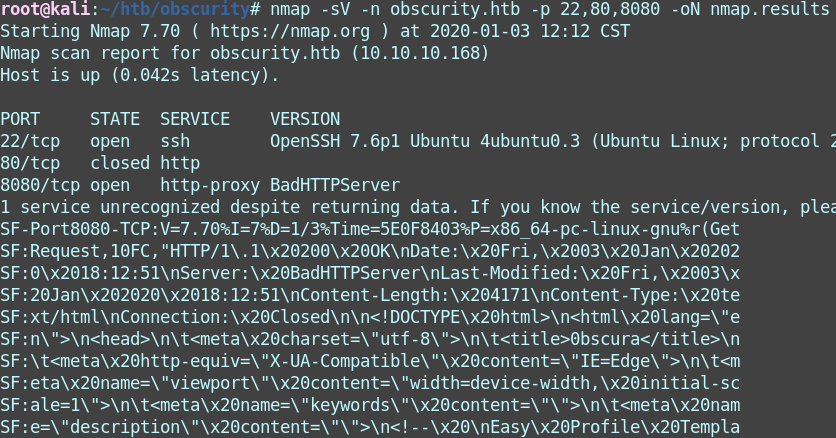 root@kali:~/htb/obscurity# nmap -sV -n obscurity.htb -p 22,80,8080 -oN nmap.results
Starting Nmap 7.70 ( https://nmap.org ) at 2020-01-03 12:12 CST
Nmap scan report for obscurity.htb (10.10.10.168)
Host is up (0.042s latency).
PORT     STATE  SERVICE    VERSION
22/tcp   open   ssh        OpenSSH 7.6p1 Ubuntu 4ubuntu0.3 (Ubuntu Linux; protocol 2
80/tcp   closed http
8080/tcp open   http-proxy BadHTTPServer
1 service unrecognized despite returning data. If you know the service/version, plea
SF-Port8080-TCP:V=7.70%I=7%D=1/3%Time=5E0F8403%P=x86_64-pc-linux-gnu%r(Get
SF:Request,10FC,"HTTP/1\.1\x20200\x20OK\nDate:\x20Fri,\x2003\x20Jan\x20202
SF:0\x2018:12:51\nServer:\x20BadHTTPServer\nLast-Modified:\x20Fri,\x2003\x
SF:20Jan\x202020\x2018:12:51\nContent-Length:\x204171\nContent-Type:\x20te
SF:xt/html\nConnection:\x20Closed\n\n<!DOCTYPE\x20html>\n<html\x20lang=\"e
SF:n\">\n<head>\n\t<meta\x20charset=\"utf-8\">\n\t<title>0bscura</title>\n
SF:\t<meta\x20http-equiv=\"X-UA-Compatible\"\x20content=\"IE=Edge\">\n\t<m
SF:eta\x20name=\"viewport\"\x20content=\"width=device-width,\x20initial-sc
SF:ale=1\">\n\t<meta\x20name=\"keywords\"\x20content=\"\">\n\t<meta\x20nam
SF:e=\"description\"\x20content=\"\">\n<!--\x20\nEasy\x20Profile\x20Templa